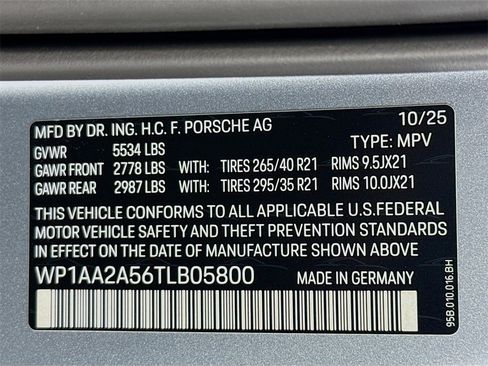 MFD BY DR. ING. H.C. F. PORSCHE AG 10/25
GVWR 5534 LBS TYPE: MPV
GAWR FRONT 2778 LBS WITH: TIRES 265/40 R21 RIMS 9.5JX21
GAWR REAR 2987 LBS WITH: TIRES 295/35 R21 RIMS 10.0JX21
THIS VEHICLE CONFORMS TO ALL APPLICABLE U.S.FEDERAL
MOTOR VEHICLE SAFETY AND THEFT PREVENTION STANDARDS
IN EFFECT ON THE DATE OF MANUFACTURE SHOWN ABOVE.
WP1AA2A56TLB05800 MADE IN GERMANY
95B.010.016.BH